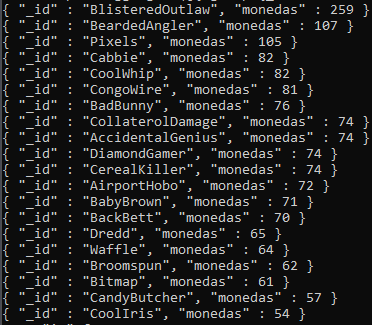 { "_id" : "BlisteredOutlaw", "monedas" : 259 }
{ "_id" : "BeardedAngler", "monedas" : 107 }
{ "_id" : "Pixels", "monedas" : 105 }
{ "_id" : "Cabbie", "monedas" : 82 }
{ "_id" : "CoolWhip", "monedas" : 82 }
{ "_id" : "CongoWire", "monedas" : 81 }
{ "_id" : "BadBunny", "monedas" : 76 }
{ "_id" : "CollaterolDamage", "monedas" : 74 }
{ "_id" : "AccidentalGenius", "monedas" : 74 }
{ "_id" : "DiamondGamer", "monedas" : 74 }
{ "_id" : "CerealKiller", "monedas" : 74 }
{ "_id" : "AirportHobo", "monedas" : 72 }
{ "_id" : "BabyBrown", "monedas" : 71 }
{ "_id" : "BackBett", "monedas" : 70 }
{ "_id" : "Dredd", "monedas" : 65 }
{ "_id" : "Waffle", "monedas" : 64 }
{ "_id" : "Broomspun", "monedas" : 62 }
{ "_id" : "Bitmap", "monedas" : 61 }
{ "_id" : "CandyButcher", "monedas" : 57 }
{ "_id" : "CoolIris", "monedas" : 54 }